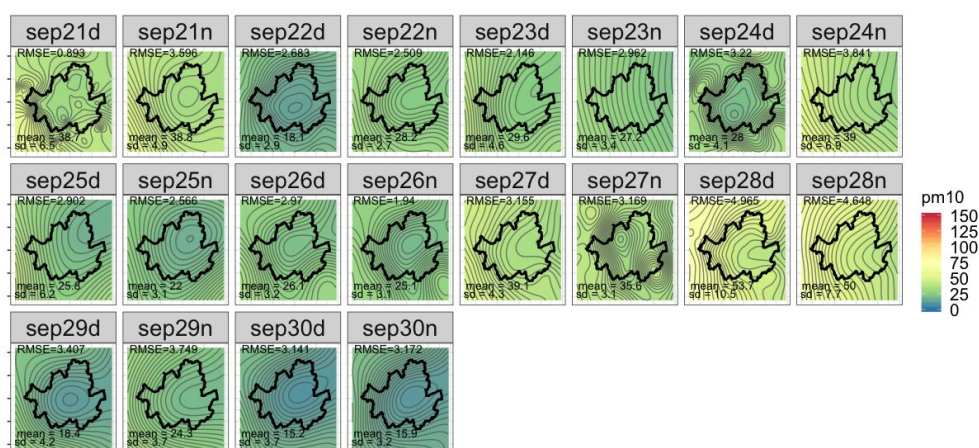 sep21d sep21n sep22d sep22n sep23d sep23n sep24d sep24n
RMSE=0.893 RMSE=3.596 RMSE=2.683 RMSE=2.509 RMSE=2.146 RMSE=2.962 RMSE=3.22 RMSE=3.841
mean = 38.7 mean = 38.8 mean = 18.1 mean = 28.2 mean = 29.6 mean = 27.2 mean = 28 mean = 39
sd = 6.5 sd = 4.9 sd = 2.9 sd = 2.7 sd = 4.6 sd = 3.4 sd = 4.1 sd = 6.9
sep25d sep25n sep26d sep26n sep27d sep27n sep28d sep28n
RMSE=2.902 RMSE=2.566 RMSE=2.97 RMSE=1.94 RMSE=3.155 RMSE=3.169 RMSE=4.965 RMSE=4.648
mean = 25.8 mean = 22 mean = 26.1 mean = 25.1 mean = 39.1 mean = 35.6 mean = 53.7 mean = 50
sd = 6.2 sd = 3.1 sd = 3.2 sd = 3.1 sd = 4.3 sd = 3.1 sd = 10.5 sd = 7.7
pm10
150
125
100
75
50
25
0
sep29d sep29n sep30d sep30n
RMSE=3.407 RMSE=3.749 RMSE=3.141 RMSE=3.172
mean = 18.4 mean = 24.3 mean = 15.2 mean = 15.9
sd = 4.2 sd = 3.7 sd = 3.7 sd = 3.2